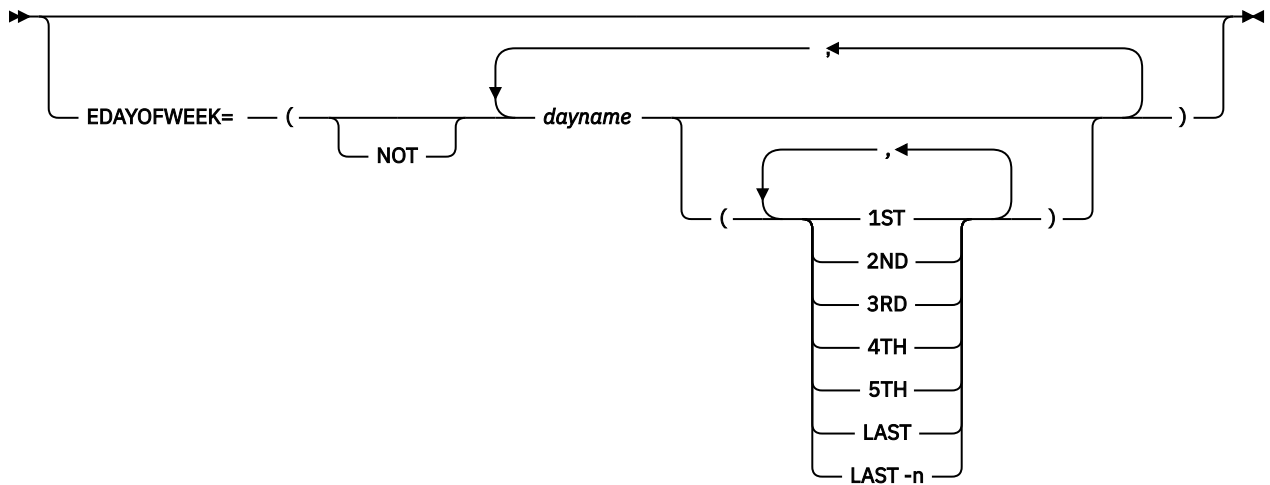 ,
EDAYOFWEEK= ( dayname )
NOT
,
( 1ST )
2ND
3RD
4TH
5TH
LAST
LAST -n